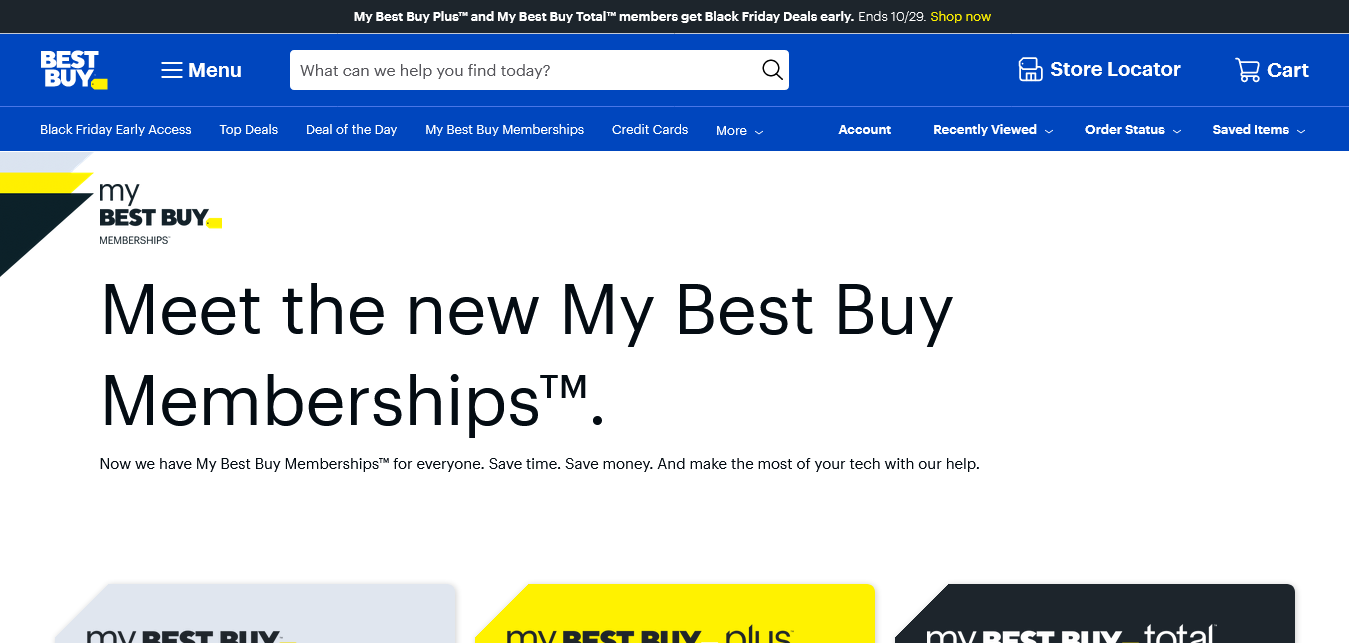 My Best Buy Plus™ and My Best Buy Total™ members get Black Friday Deals early. Ends 10/29. Shop now
BEST BUY
Menu
What can we help you find today?
Store Locator
Cart
Black Friday Early Access
Top Deals
Deal of the Day
My Best Buy Memberships
Credit Cards
More
Account
Recently Viewed
Order Status
Saved Items
my
BEST BUY
MEMBERSHIPS™
Meet the new My Best Buy
Memberships™.
Now we have My Best Buy Memberships™ for everyone. Save time. Save money. And make the most of your tech with our help.
my BEST BUY™
my BEST BUY plus™
my BEST BUY total™